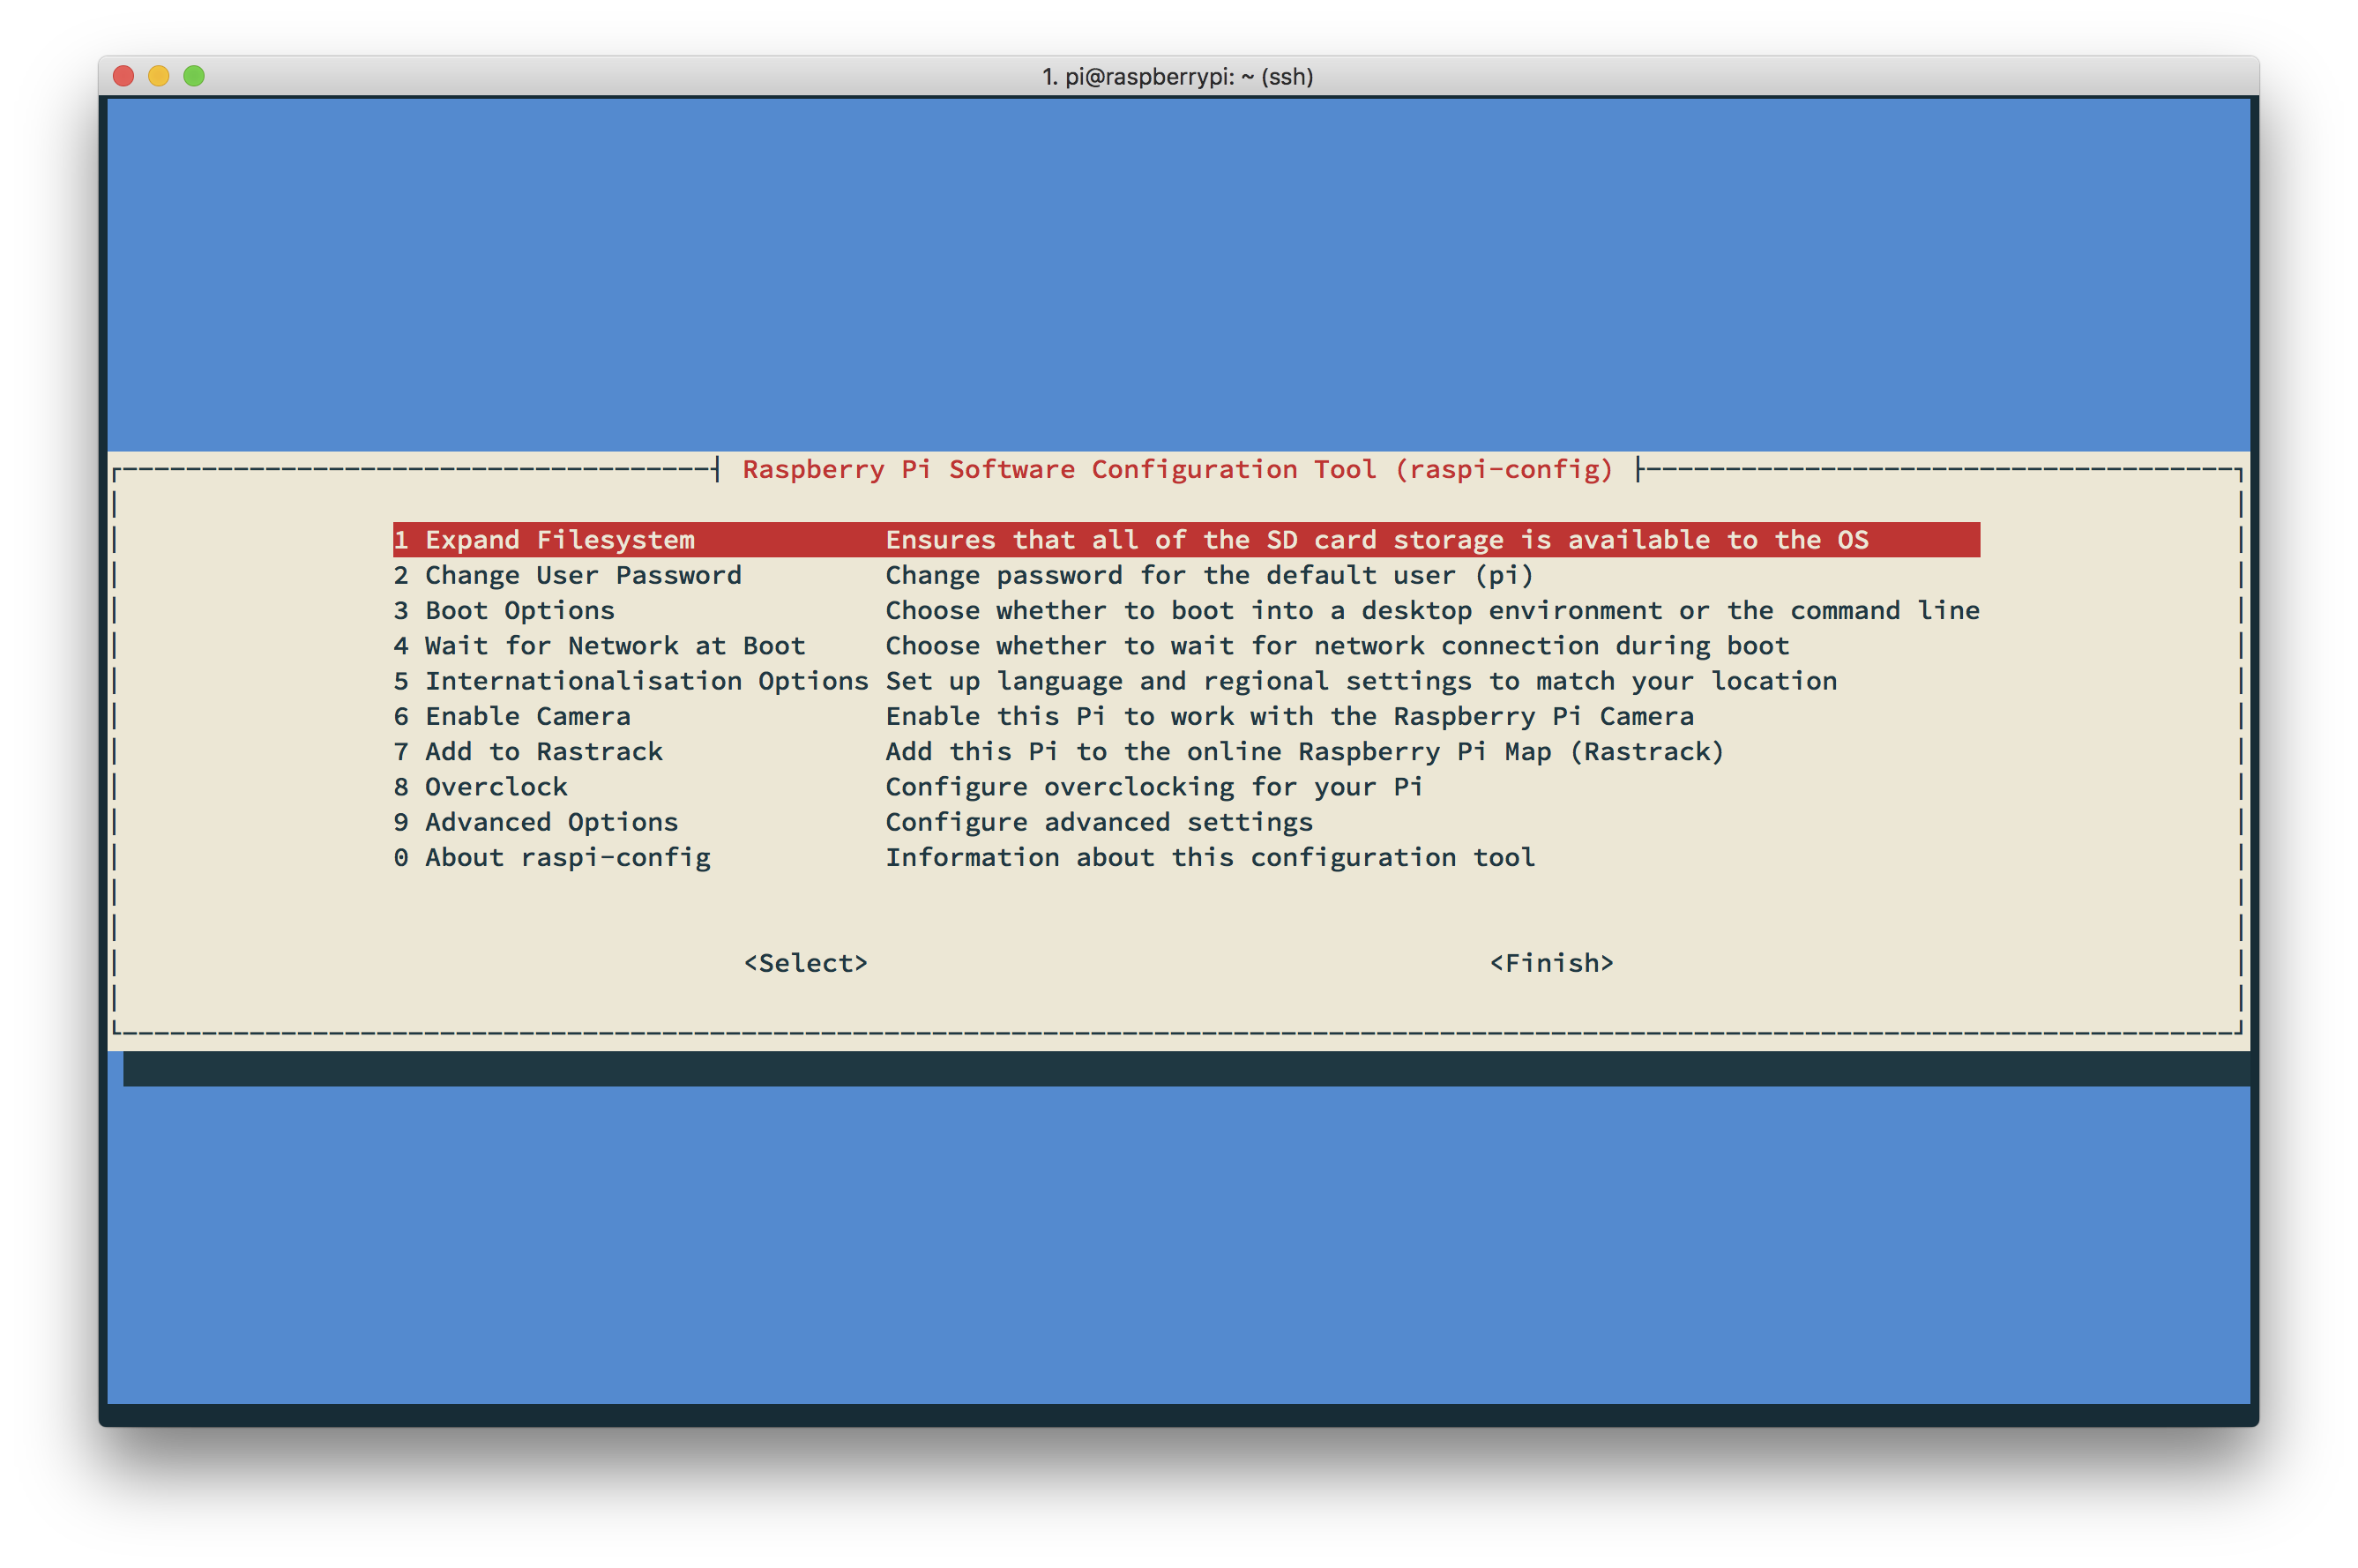 1. pi@raspberrypi: ~ (ssh)
Raspberry Pi Software Configuration Tool (raspi-config)
1 Expand Filesystem Ensures that all of the SD card storage is available to the OS
2 Change User Password Change password for the default user (pi)
3 Boot Options Choose whether to boot into a desktop environment or the command line
4 Wait for Network at Boot Choose whether to wait for network connection during boot
5 Internationalisation Options Set up language and regional settings to match your location
6 Enable Camera Enable this Pi to work with the Raspberry Pi Camera
7 Add to Rastrack Add this Pi to the online Raspberry Pi Map (Rastrack)
8 Overclock Configure overclocking for your Pi
9 Advanced Options Configure advanced settings
0 About raspi-config Information about this configuration tool
<Select> <Finish>